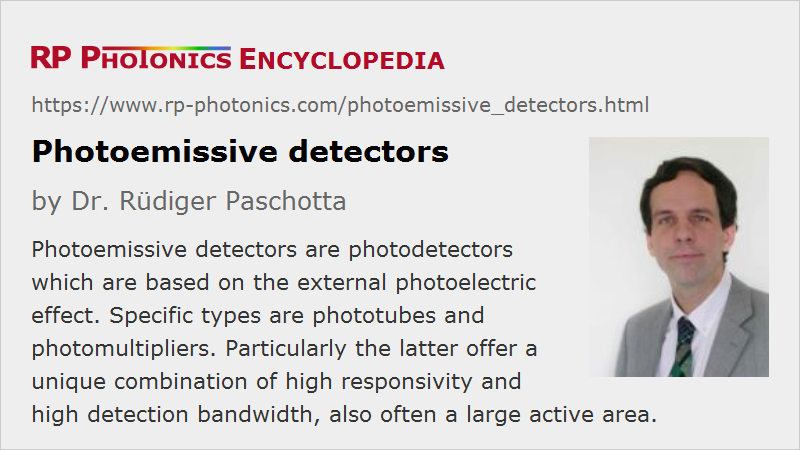 RP PHOTONICS ENCYCLOPEDIA
https://www.rp-photonics.com/photoemissive_detectors.html
Photoemissive detectors
by Dr. Rüdiger Paschotta
Photoemissive detectors are photodetectors
which are based on the external photoelectric
effect. Specific types are phototubes and
photomultipliers. Particularly the latter offer a
unique combination of high responsivity and
high detection bandwidth, also often a large active area.